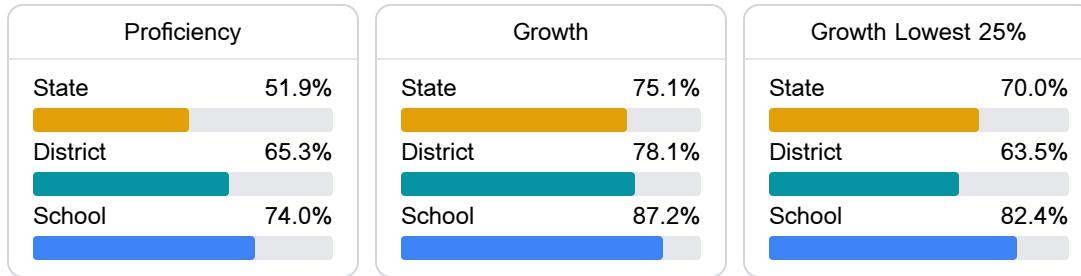 Proficiency
State 51.9%
District 65.3%
School 74.0%
Growth
State 75.1%
District 78.1%
School 87.2%
Growth Lowest 25%
State 70.0%
District 63.5%
School 82.4%